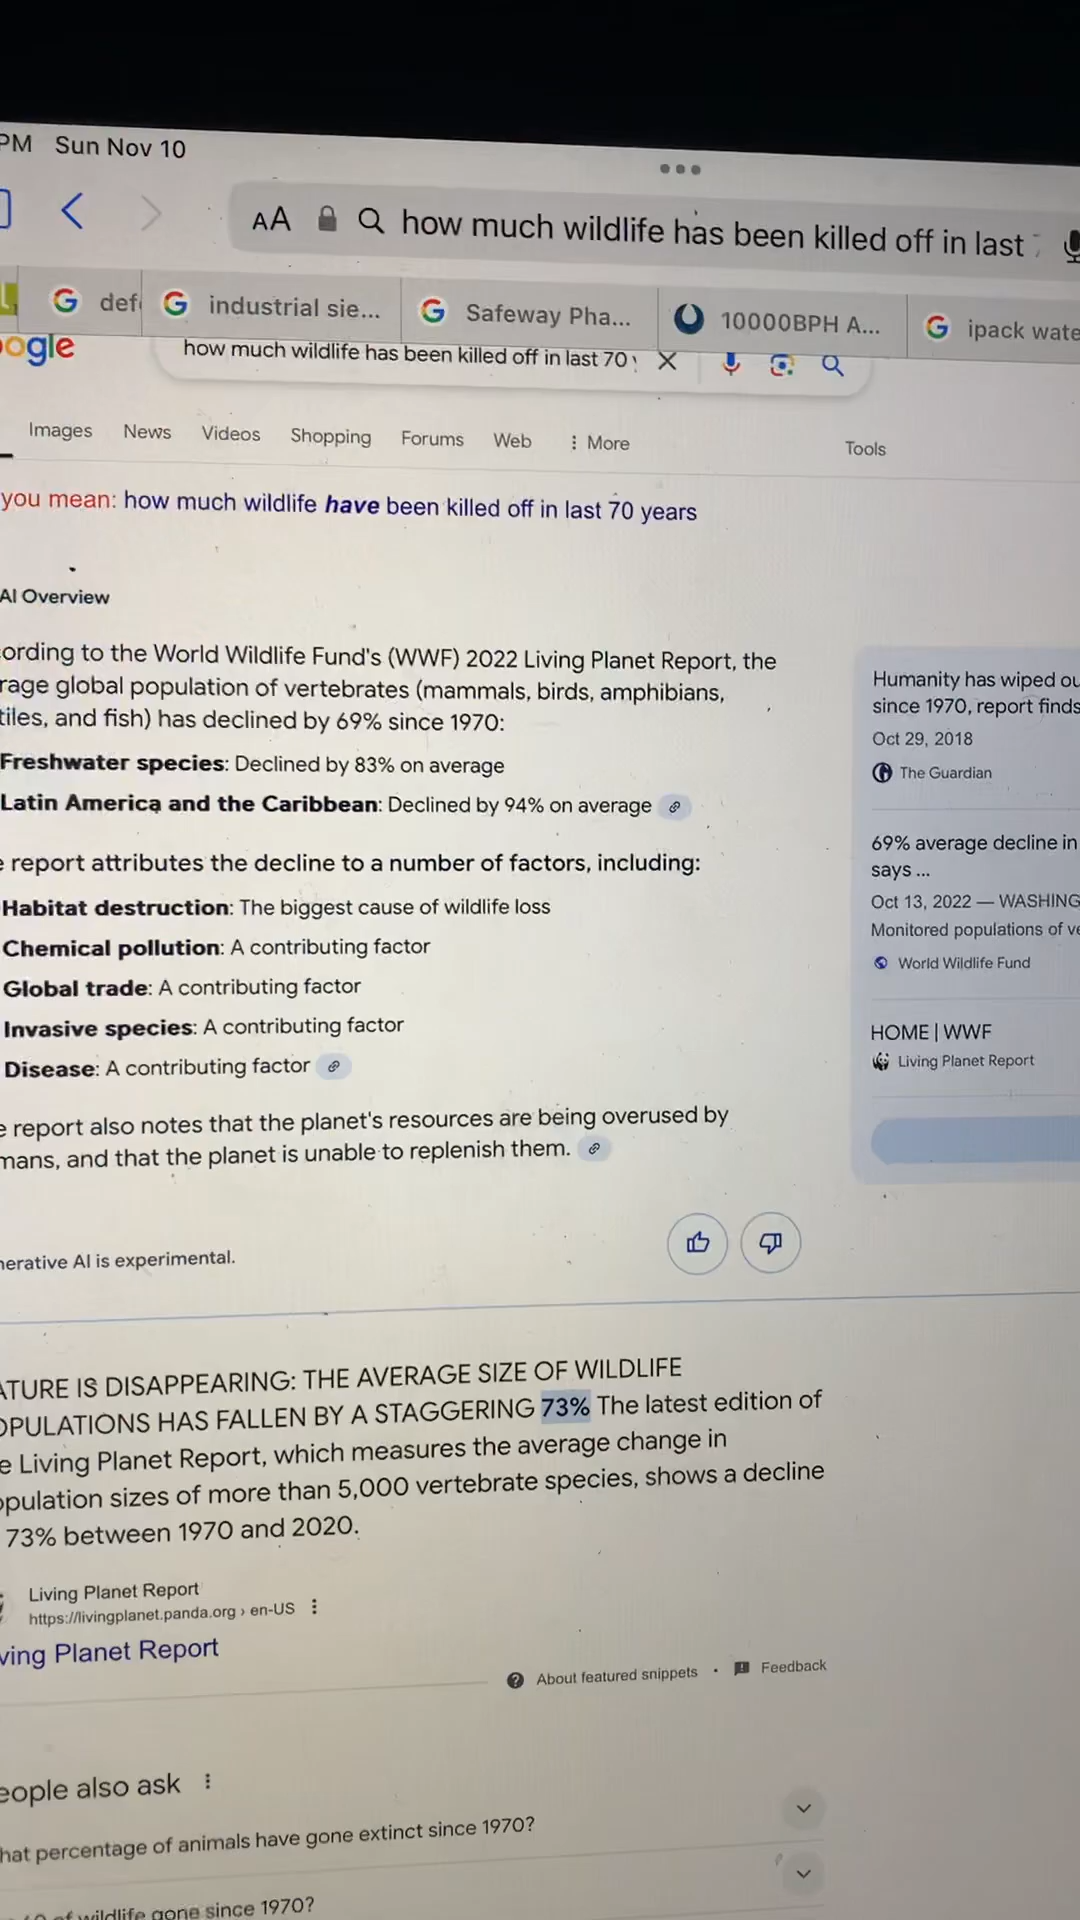 PM Sun Nov 10
AA how much wildlife has been killed off in last
def industrial sie... Safeway Pha... 10000BPH A... ipack wate
ogle how much wildlife has been killed off in last 70
Images News Videos Shopping Forums Web More Tools
you mean: how much wildlife have been killed off in last 70 years
AI Overview
ording to the World Wildlife Fund's (WWF) 2022 Living Planet Report, the
rage global population of vertebrates (mammals, birds, amphibians,
tiles, and fish) has declined by 69% since 1970:
Freshwater species: Declined by 83% on average
Latin America and the Caribbean: Declined by 94% on average
e report attributes the decline to a number of factors, including:
Habitat destruction: The biggest cause of wildlife loss
Chemical pollution: A contributing factor
Global trade: A contributing factor
Invasive species: A contributing factor
Disease: A contributing factor
e report also notes that the planet's resources are being overused by
mans, and that the planet is unable to replenish them.
nerative AI is experimental.
Humanity has wiped ou
since 1970, report finds
Oct 29, 2018
The Guardian
69% average decline in
says ...
Oct 13, 2022 — WASHING
Monitored populations of ve
World Wildlife Fund
HOME | WWF
Living Planet Report
ATURE IS DISAPPEARING: THE AVERAGE SIZE OF WILDLIFE
OPULATIONS HAS FALLEN BY A STAGGERING 73% The latest edition of
e Living Planet Report, which measures the average change in
opulation sizes of more than 5,000 vertebrate species, shows a decline
73% between 1970 and 2020.
Living Planet Report
https://livingplanet.panda.org › en-US
ving Planet Report
About featured snippets • Feedback
eople also ask
hat percentage of animals have gone extinct since 1970?
of wildlife gone since 1970?